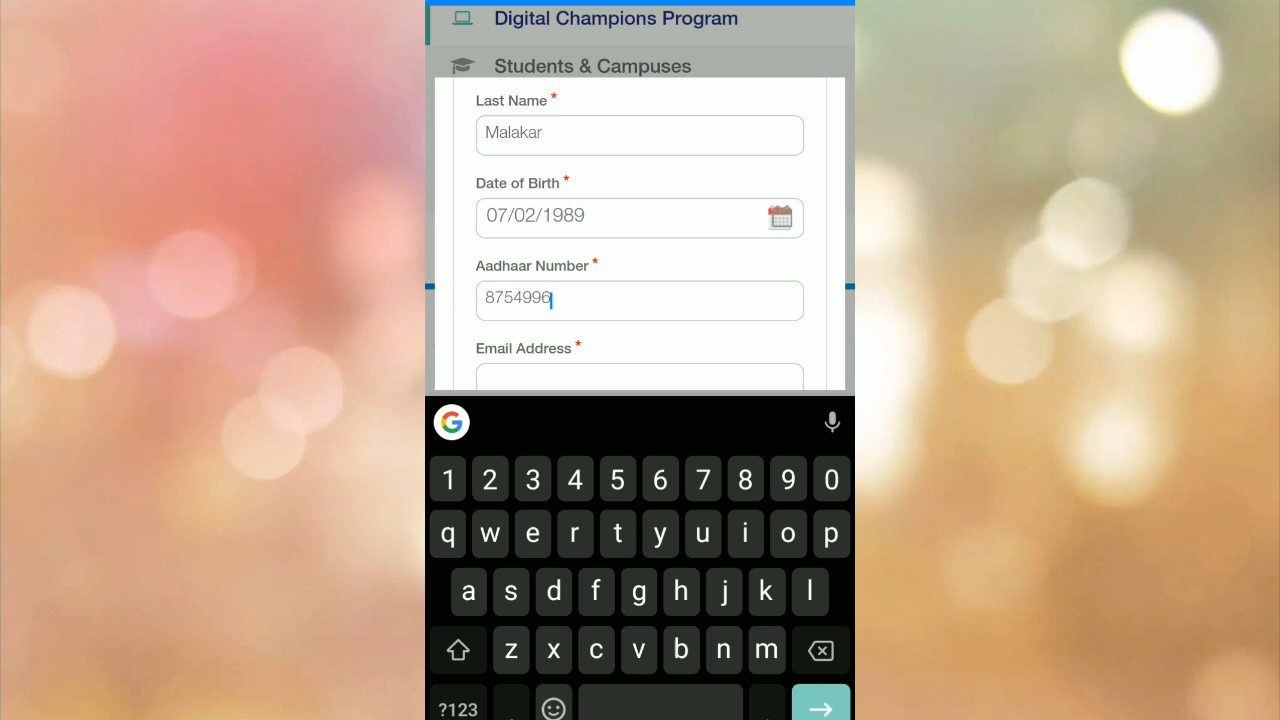 Digital Champions Program
Students & Campuses
Last Name *
Malakar
Date of Birth *
07/02/1989
Aadhaar Number *
8754996
Email Address *
G
1 2 3 4 5 6 7 8 9 0
q w e r t y u i o p
a s d f g h j k l
z x c v b n m
?123 , .